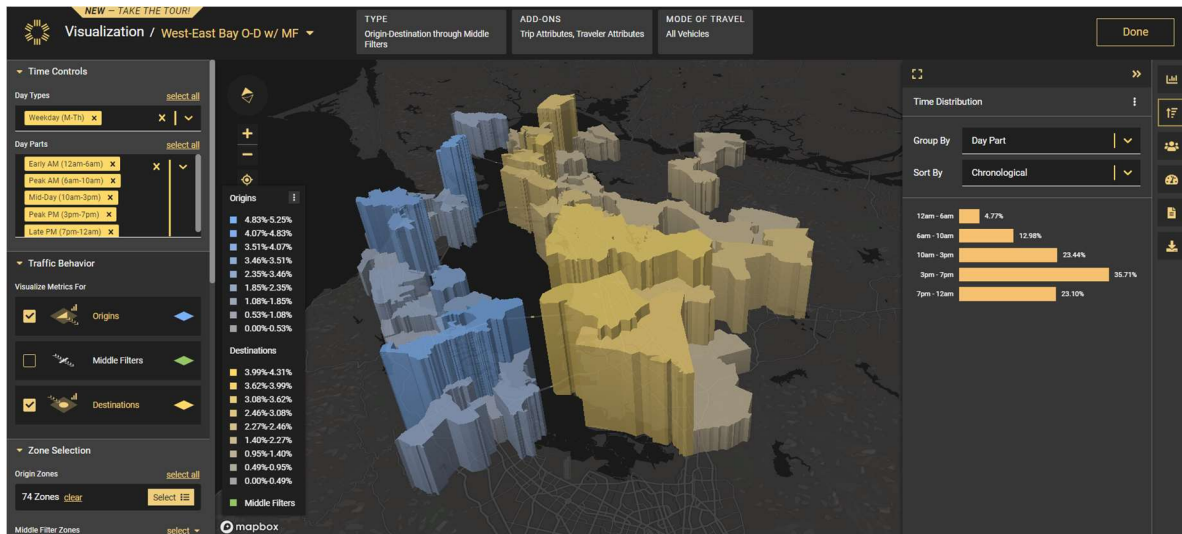 NEW — TAKE THE TOUR!
Visualization / West-East Bay O-D w/ MF
TYPE
Origin-Destination through Middle
Filters
ADD-ONS
Trip Attributes, Traveler Attributes
MODE OF TRAVEL
All Vehicles
Done
Time Controls
Day Types
select all
Weekday (M-Th) ×
Day Parts
select all
Early AM (12am-6am) ×
Peak AM (6am-10am) ×
Mid-Day (10am-3pm) ×
Peak PM (3pm-7pm) ×
Late PM (7pm-12am) ×
Traffic Behavior
Visualize Metrics For
Origins
Middle Filters
Destinations
Zone Selection
Origin Zones
select all
74 Zones clear
Select
Middle Filter Zones
select
Origins
4.83%-5.25%
4.07%-4.83%
3.51%-4.07%
3.46%-3.51%
2.35%-3.46%
1.85%-2.35%
1.08%-1.85%
0.53%-1.08%
0.00%-0.53%
Destinations
3.99%-4.31%
3.62%-3.99%
3.08%-3.62%
2.46%-3.08%
2.27%-2.46%
1.40%-2.27%
0.95%-1.40%
0.49%-0.95%
0.00%-0.49%
Middle Filters
mapbox
Time Distribution
Group By
Day Part
Sort By
Chronological
12am - 6am 4.77%
6am - 10am 12.98%
10am - 3pm 23.44%
3pm - 7pm 35.71%
7pm - 12am 23.10%